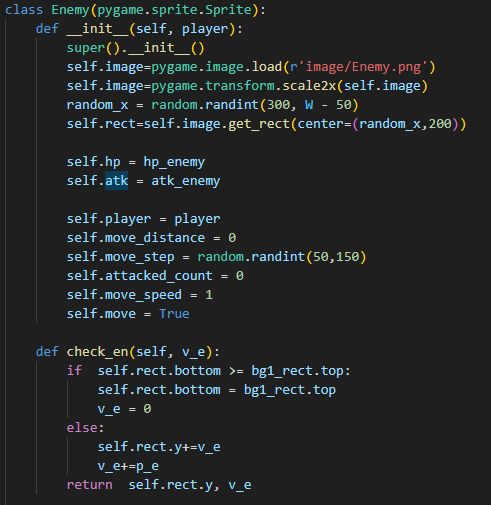 class Enemy(pygame.sprite.Sprite):
    def __init__(self, player):
        super().__init__()
        self.image=pygame.image.load(r'image/Enemy.png')
        self.image=pygame.transform.scale2x(self.image)
        random_x = random.randint(300, W - 50)
        self.rect=self.image.get_rect(center=(random_x,200))

        self.hp = hp_enemy
        self.atk = atk_enemy

        self.player = player
        self.move_distance = 0
        self.move_step = random.randint(50,150)
        self.attacked_count = 0
        self.move_speed = 1
        self.move = True

    def check_en(self, v_e):
        if  self.rect.bottom >= bg1_rect.top:
            self.rect.bottom = bg1_rect.top
            v_e = 0
        else:
            self.rect.y+=v_e
            v_e+=p_e
        return  self.rect.y, v_e